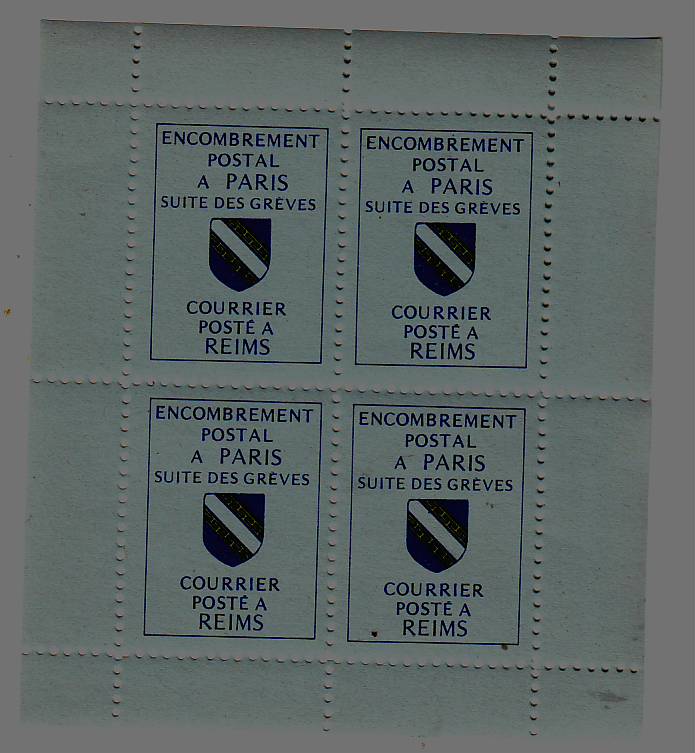 ENCOMBREMENT
POSTAL
A PARIS
SUITE DES GRÈVES
COURRIER
POSTÉ A
REIMS
ENCOMBREMENT
POSTAL
A PARIS
SUITE DES GRÈVES
COURRIER
POSTÉ A
REIMS
ENCOMBREMENT
POSTAL
A PARIS
SUITE DES GRÈVES
COURRIER
POSTÉ A
REIMS
ENCOMBREMENT
POSTAL
A PARIS
SUITE DES GRÈVES
COURRIER
POSTÉ A
REIMS